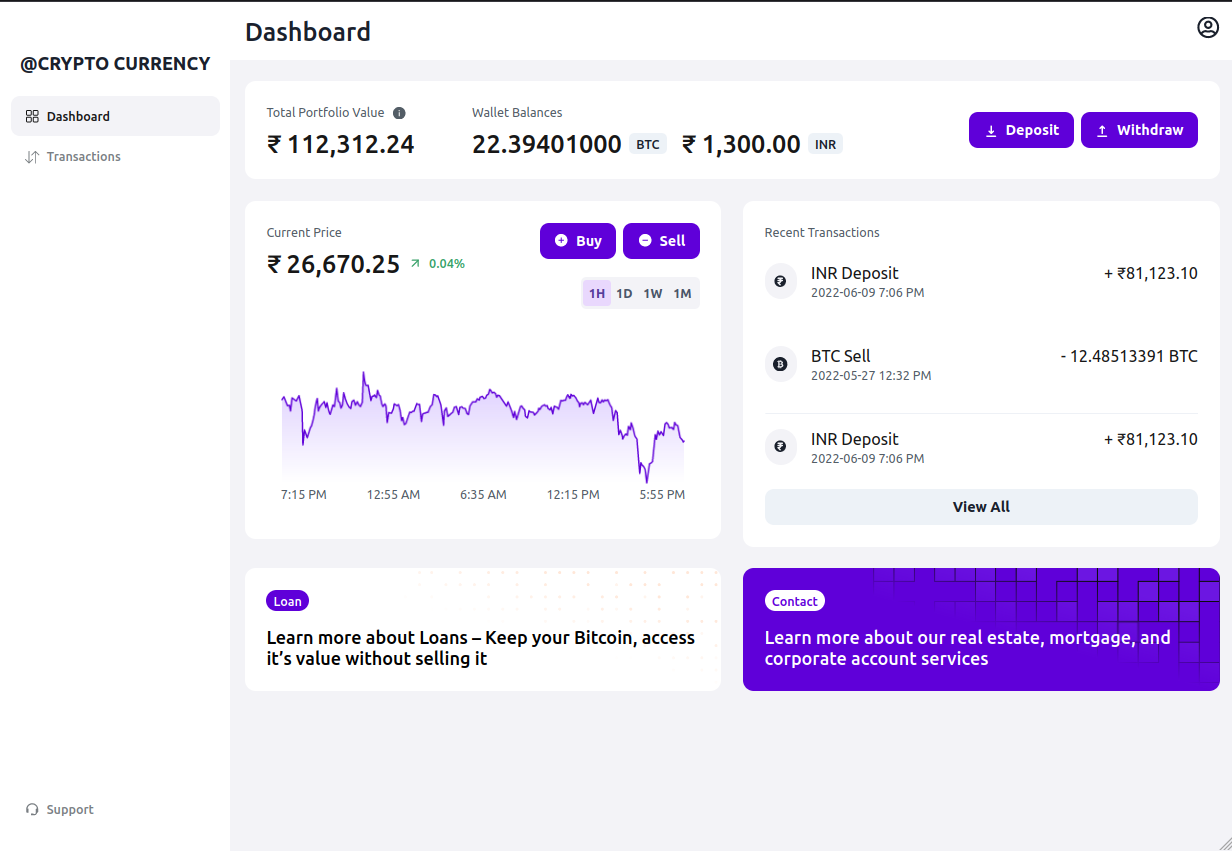 Dashboard
@CRYPTO CURRENCY
Dashboard
Transactions
Support
Total Portfolio Value
₹ 112,312.24
Wallet Balances
22.39401000 BTC ₹ 1,300.00 INR
Deposit
Withdraw
Current Price
₹ 26,670.25 0.04%
Buy
Sell
1H 1D 1W 1M
7:15 PM 12:55 AM 6:35 AM 12:15 PM 5:55 PM
Recent Transactions
INR Deposit + ₹81,123.10
2022-06-09 7:06 PM
BTC Sell - 12.48513391 BTC
2022-05-27 12:32 PM
INR Deposit + ₹81,123.10
2022-06-09 7:06 PM
View All
Loan
Learn more about Loans – Keep your Bitcoin, access
it’s value without selling it
Contact
Learn more about our real estate, mortgage, and
corporate account services